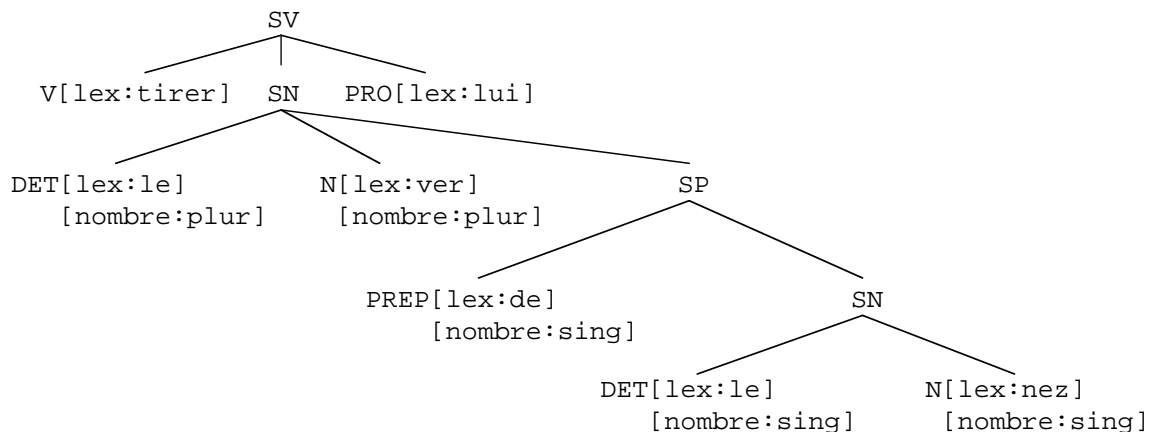 SV
V[lex:tirer] SN PRO[lex:lui]
DET[lex:le] N[lex:ver] SP
[nombre:plur] [nombre:plur]
PREP[lex:de] SN
[nombre:sing]
DET[lex:le] N[lex:nez]
[nombre:sing] [nombre:sing]